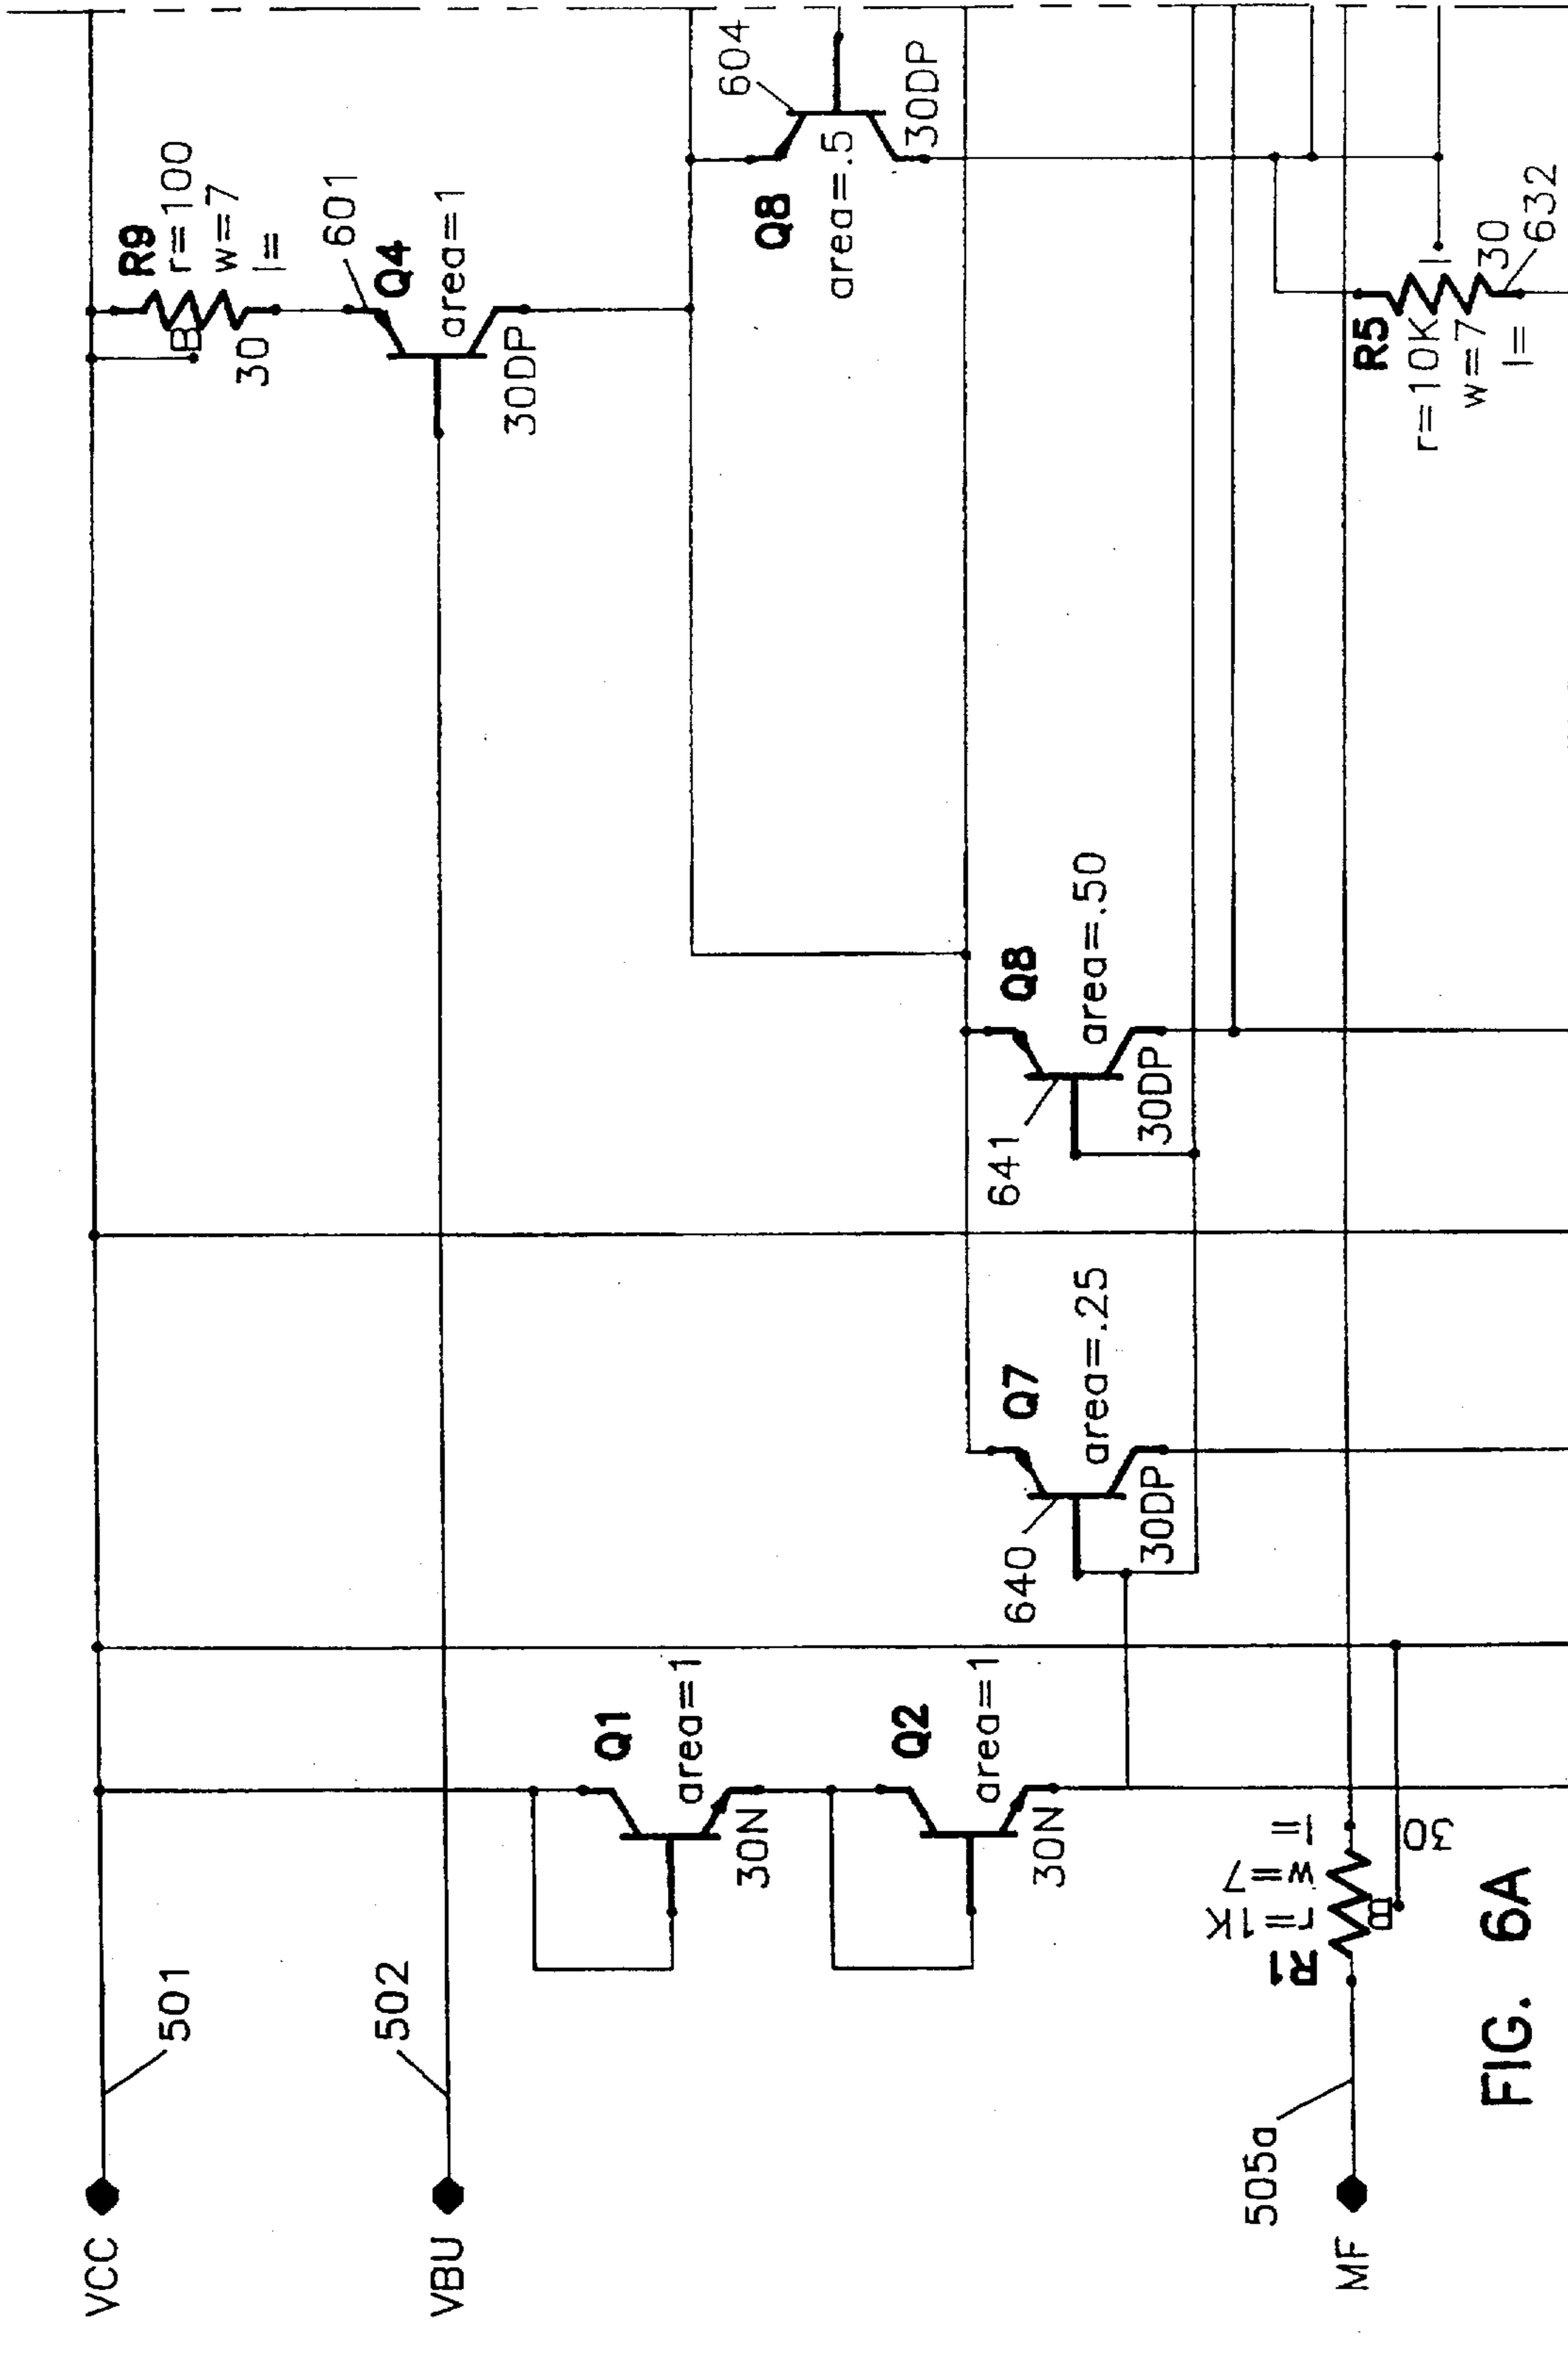 VCC
501
VBU
502
R9
r=100
w=7
l=
B
30
601
Q4
area=1
30DP
604
Q8
area=.5
30DP
Q1
area=1
30N
Q2
area=1
30N
640
Q7
area=.25
30DP
641
Q8
area=.50
30DP
MF
505a
R1
r=1K
w=7
l=
B
30
R5
r=10K
w=7
l=
I
30
632
FIG. 6A